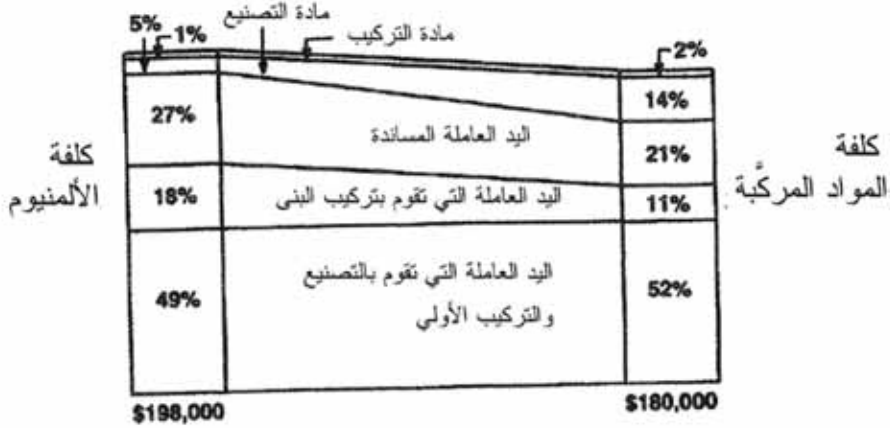 مادة التصنيع
5%
1%
مادة التركيب
2%
27%
14%
اليد العاملة المساندة
21%
كلفة
الألمنيوم
كلفة
المواد المركَّبة
18%
اليد العاملة التي تقوم بتركيب البنى
11%
49%
اليد العاملة التي تقوم بالتصنيع
والتركيب الأولي
52%
$198,000
$180,000